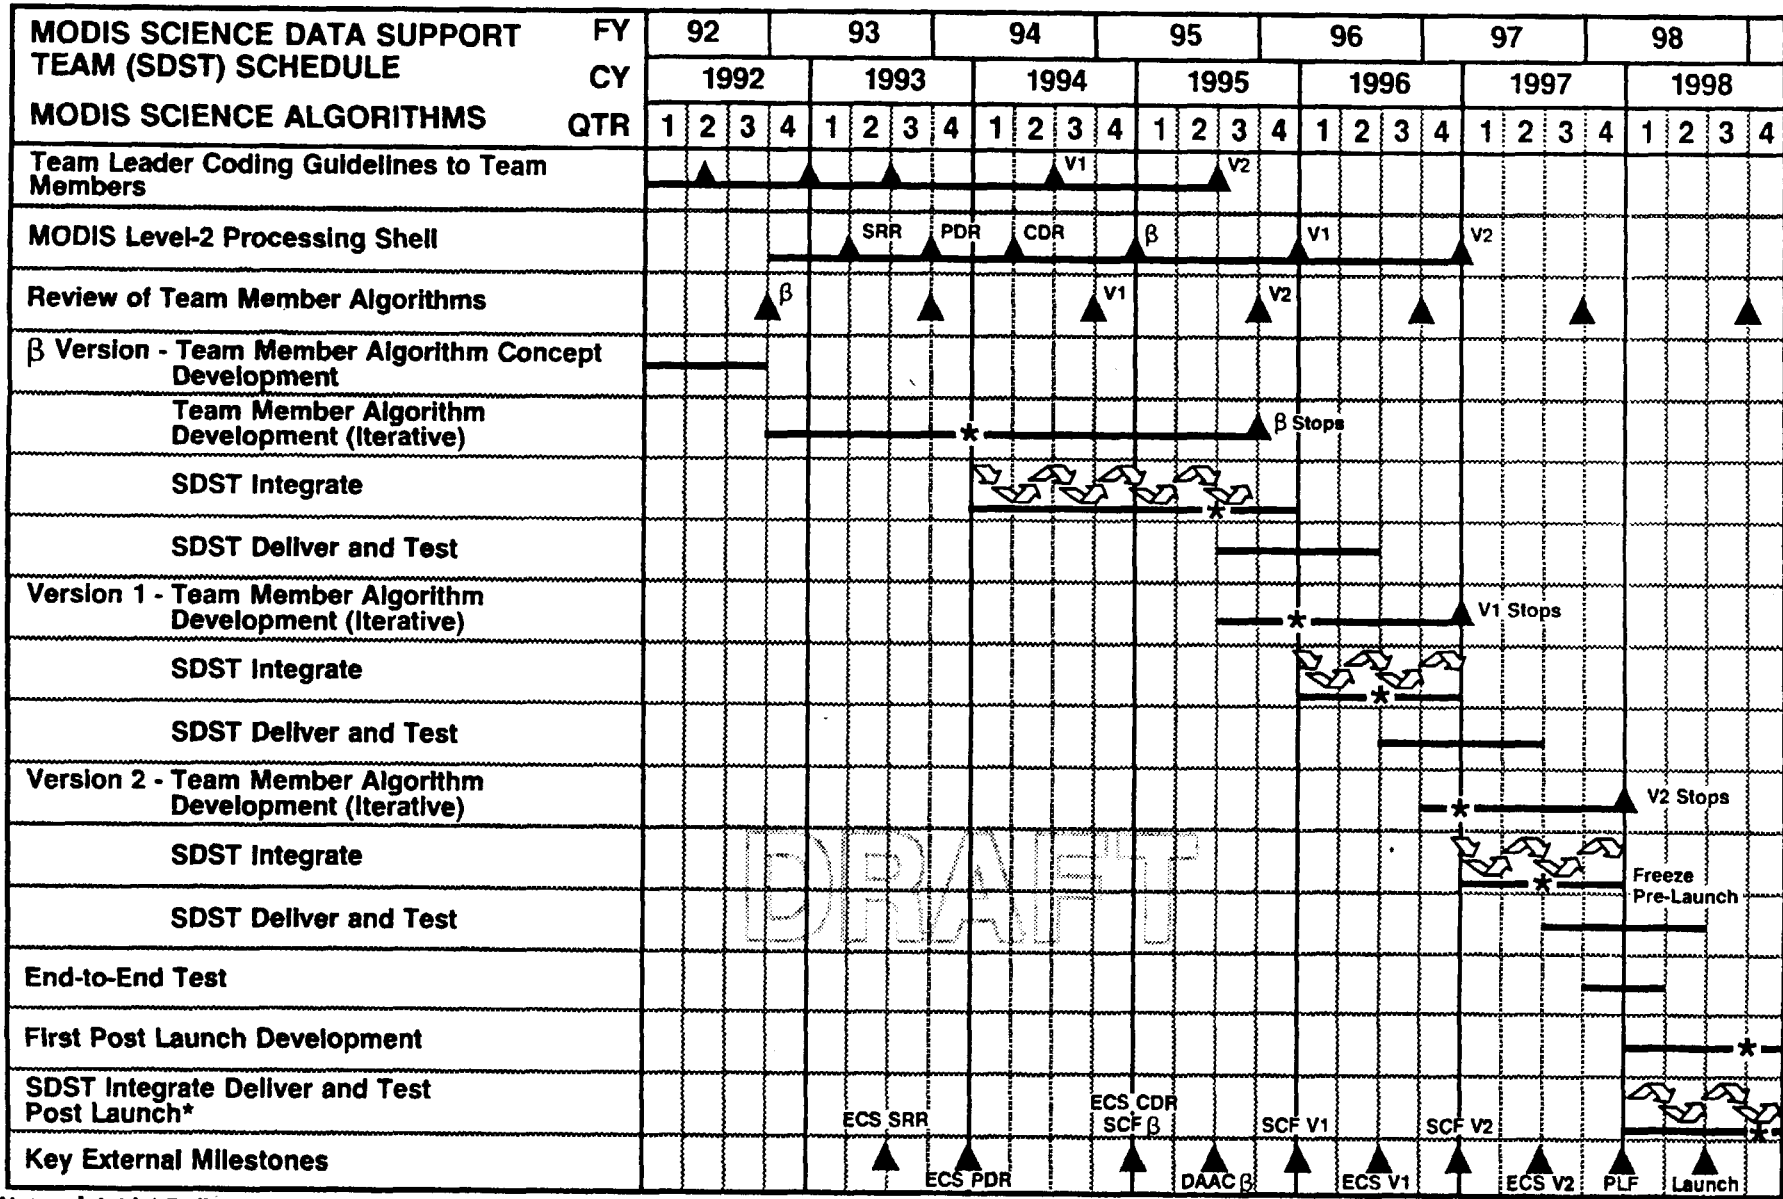 MODIS SCIENCE DATA SUPPORT FY 92 93 94 95 96 97 98
TEAM (SDST) SCHEDULE CY 1992 1993 1994 1995 1996 1997 1998
MODIS SCIENCE ALGORITHMS QTR 1 2 3 4 1 2 3 4 1 2 3 4 1 2 3 4 1 2 3 4 1 2 3 4 1 2 3 4
Team Leader Coding Guidelines to Team V1 V2
Members
MODIS Level-2 Processing Shell SRR PDR CDR β V1 V2
Review of Team Member Algorithms β V1 V2
β Version - Team Member Algorithm Concept
Development
Team Member Algorithm
Development (Iterative) * β Stops
SDST Integrate
*
SDST Deliver and Test
Version 1 - Team Member Algorithm
Development (Iterative) * V1 Stops
SDST Integrate
*
SDST Deliver and Test
Version 2 - Team Member Algorithm
Development (Iterative) * V2 Stops
DRAFT
SDST Integrate
* Freeze
Pre-Launch
SDST Deliver and Test
End-to-End Test
First Post Launch Development *
SDST Integrate Deliver and Test
Post Launch* *
ECS SRR ECS CDR
SCF β SCF V1 SCF V2
Key External Milestones
ECS PDR DAAC β ECS V1 ECS V2 PLF Launch